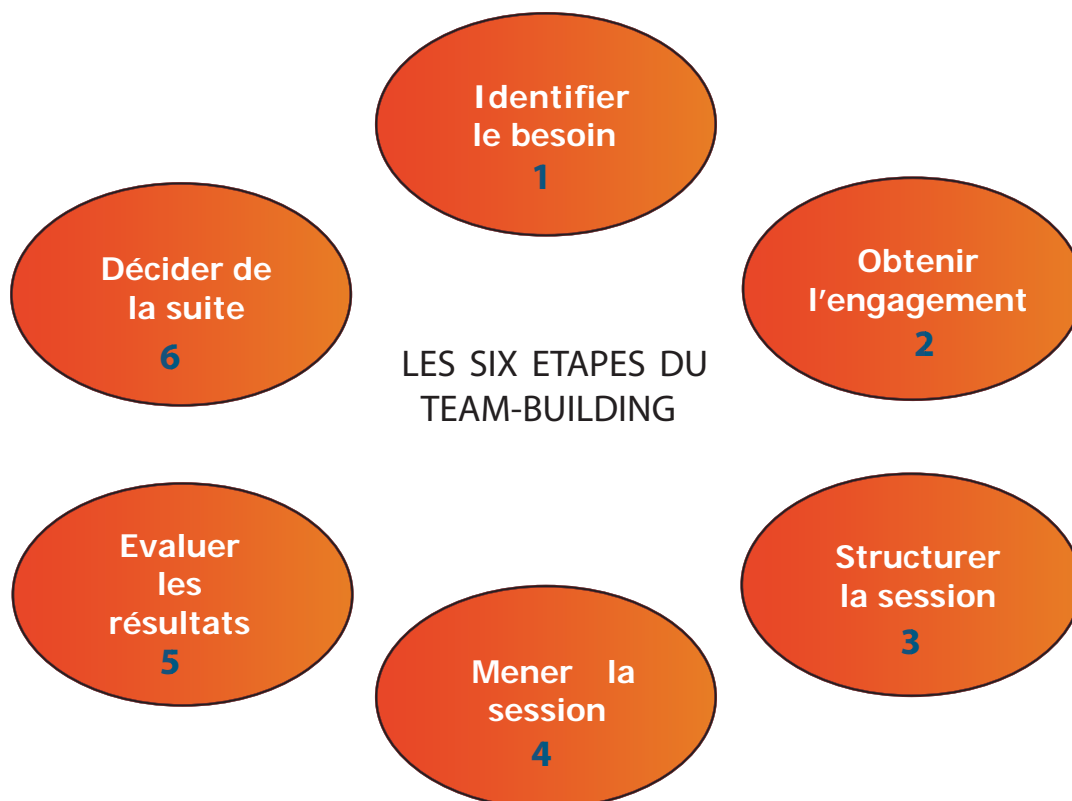 Identifier
le besoin
1
Obtenir
l'engagement
2
Structurer
la session
3
Mener la
session
4
Evaluer
les
résultats
5
Décider de
la suite
6
LES SIX ETAPES DU
TEAM-BUILDING